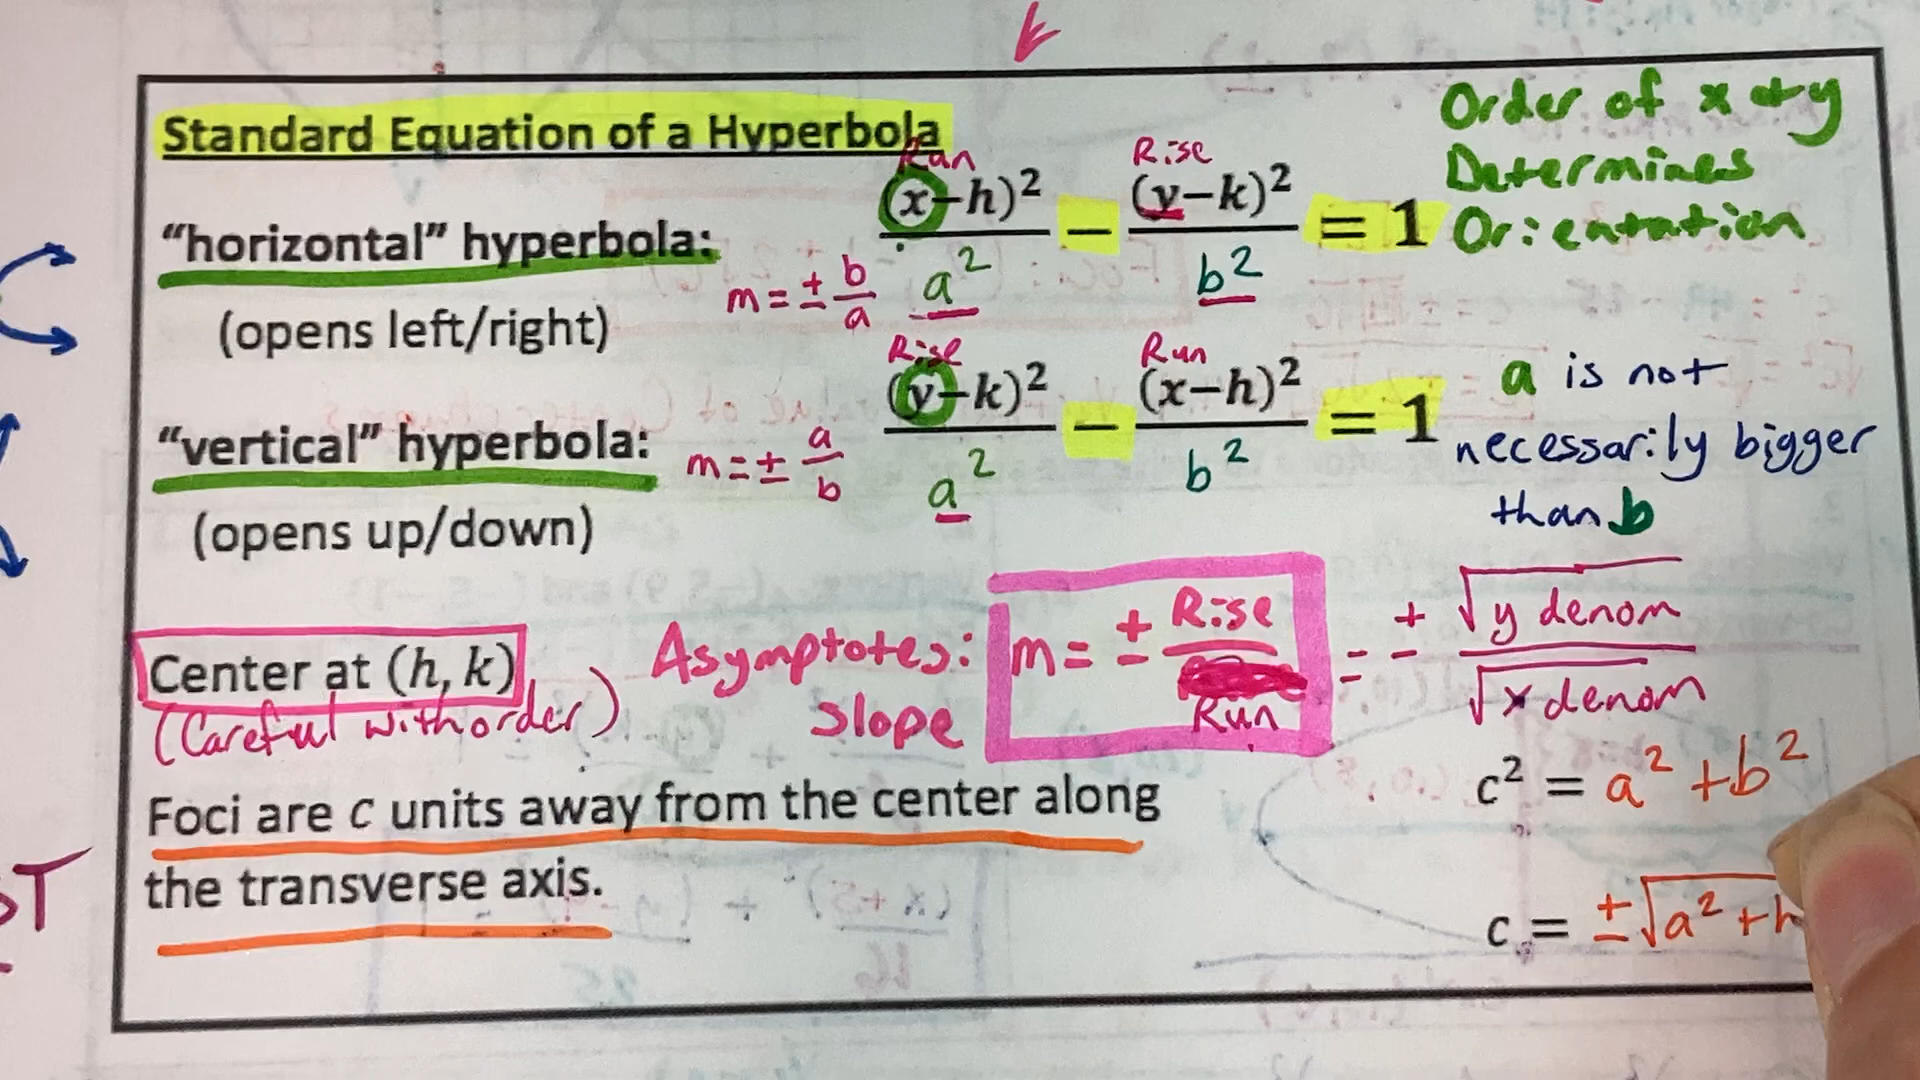 Standard Equation of a Hyperbola
Order of x & y
Determines
Orientation
Run Rise
"horizontal" hyperbola: (x−h)²/a² − (y−k)²/b² = 1
(opens left/right) m = ± b/a
Rise Run
"vertical" hyperbola: (y−k)²/a² − (x−h)²/b² = 1
(opens up/down) m = ± a/b
a is not
necessarily bigger
than b
Center at (h, k)
(Careful with order)
Asymptotes: m = ± Rise/Run = ± √y denom/√x denom
Slope
Foci are c units away from the center along
the transverse axis.
c² = a² + b²
c = ±√a² +
ST